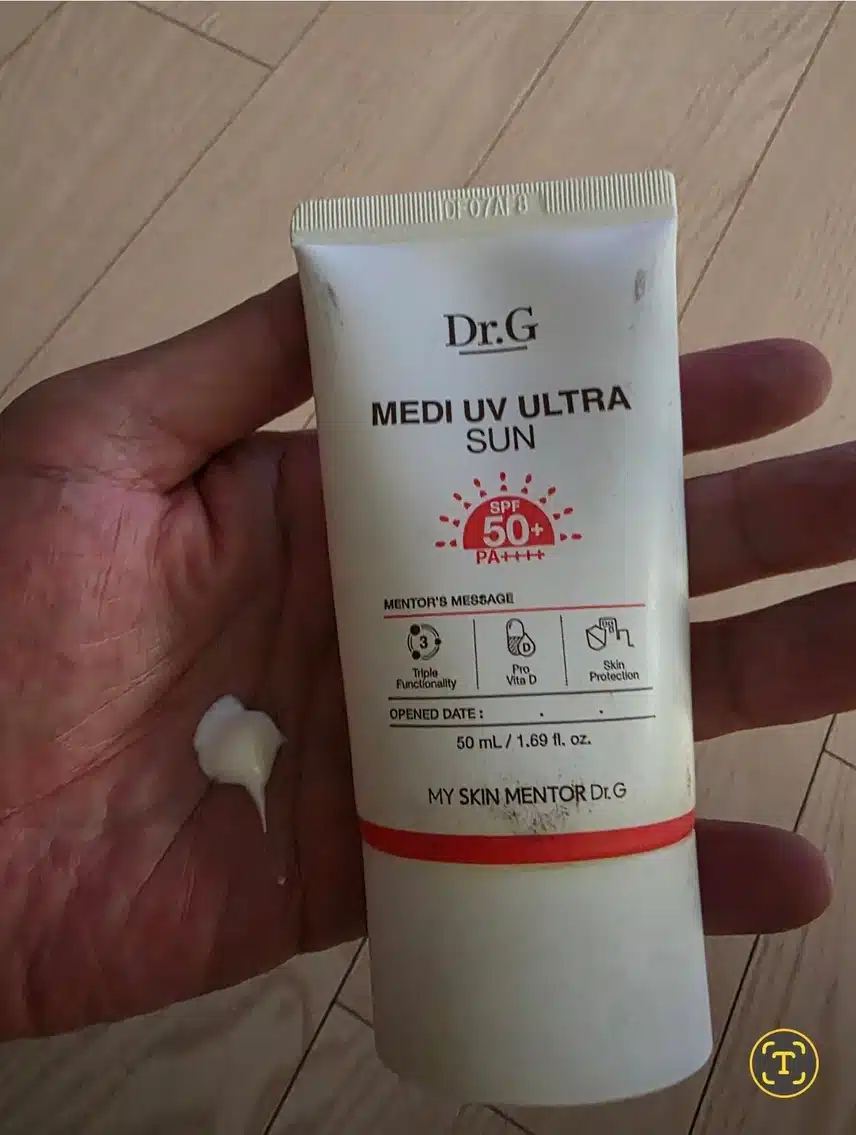 Dr.G
MEDI UV ULTRA
SUN
SPF
50+
PA++++
MENTOR'S MESSAGE
3
Triple
Functionality
D
Pro
Vita D
Skin
Protection
OPENED DATE : . .
50 mL / 1.69 fl. oz.
MY SKIN MENTOR Dr.G
T